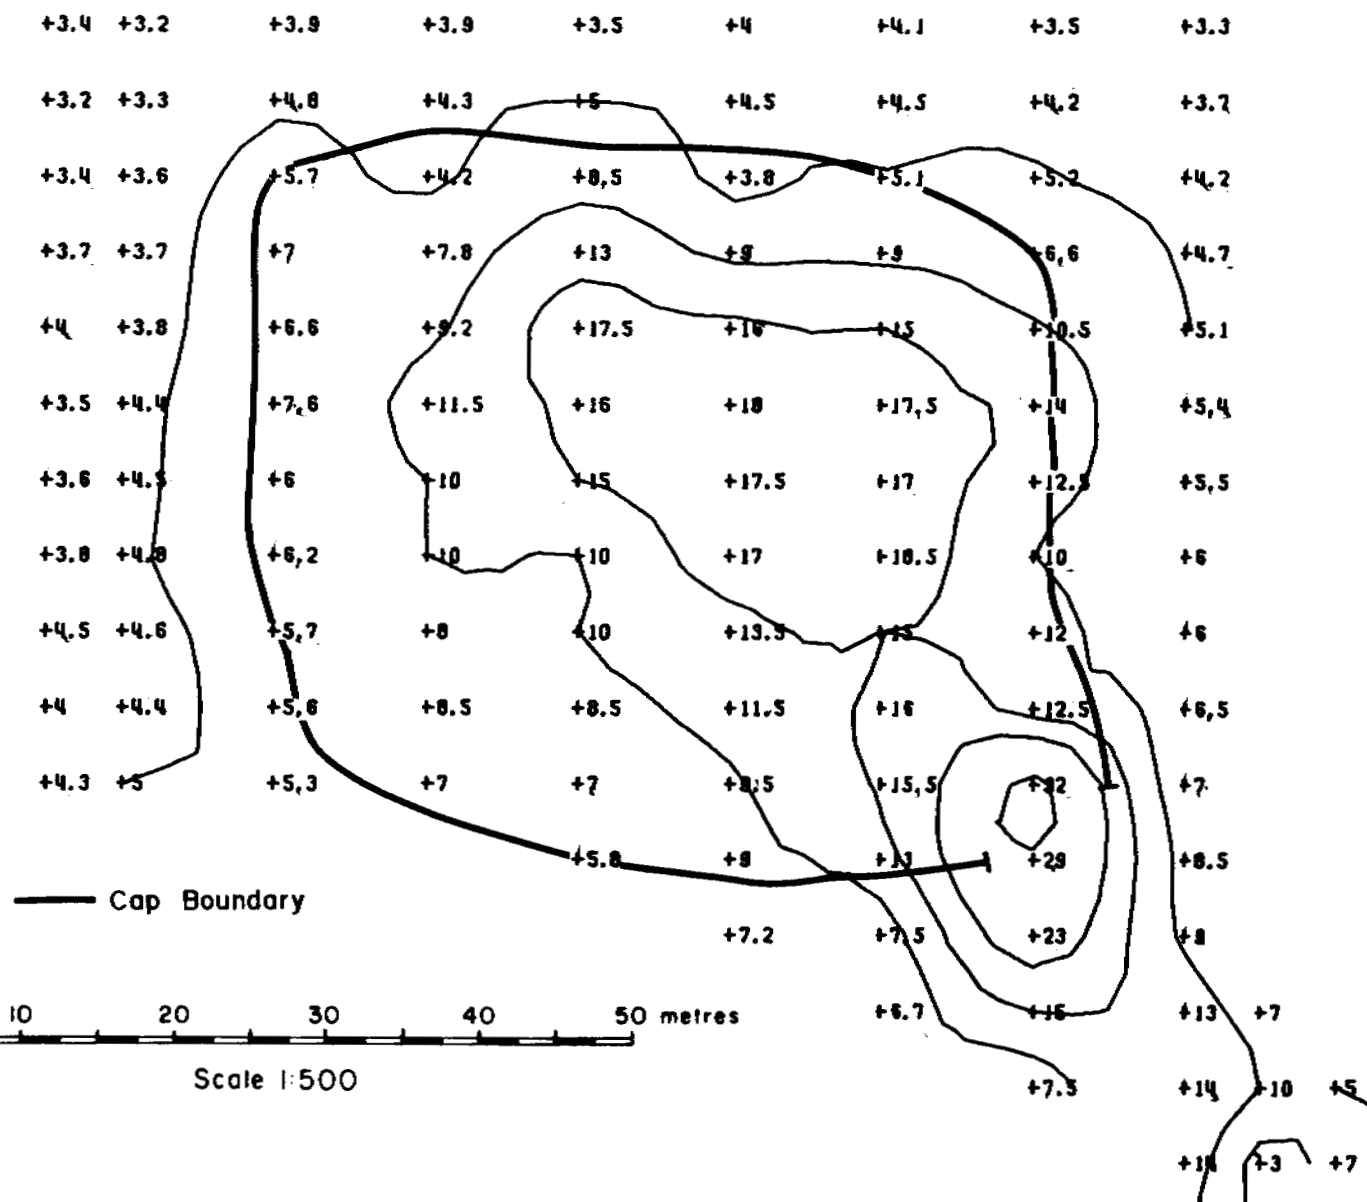 +3.4 +3.2 +3.9 +3.9 +3.5 +4 +4.1 +3.5 +3.3
+3.2 +3.3 +4.8 +4.3 +5 +4.5 +4.5 +4.2 +3.7
+3.4 +3.6 +5.7 +4.2 +8,5 +3.8 +5.1 +5.2 +4.2
+3.7 +3.7 +7 +7.8 +13 +9 +9 +6,6 +4.7
+4 +3.8 +6.6 +9.2 +17.5 +16 +15 +10.5 +5.1
+3.5 +4.4 +7.6 +11.5 +16 +18 +17,5 +14 +5,4
+3.6 +4.5 +6 +10 +15 +17.5 +17 +12.5 +5,5
+3.8 +4.8 +6,2 +10 +10 +17 +18.5 +10 +6
+4.5 +4.6 +5,7 +8 +10 +13.5 +15 +12 +6
+4 +4.4 +5,6 +8.5 +8,5 +11.5 +16 +12.5 +6,5
+4.3 +5 +5,3 +7 +7 +15,5 +32 +7
+5.8 +9 +29 +8.5
Cap Boundary
+7.2 +7,5 +23 +8
10 20 30 40 50 metres +6.7 +15 +13 +7
Scale 1:500 +7.5 +14 +10 +5
+3 +7